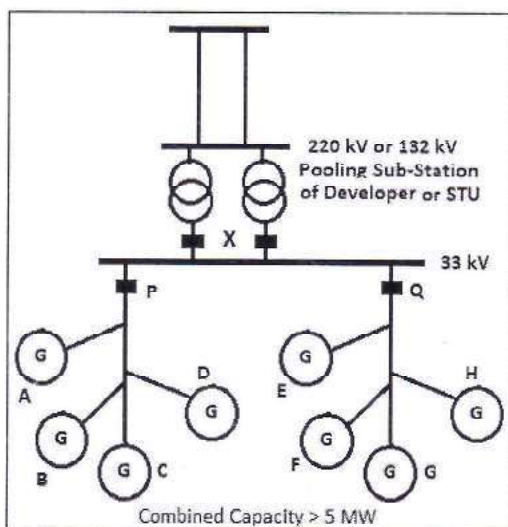 220 kV or 132 kV
Pooling Sub-Station
of Developer or STU
X
33 kV
P
Q
G
A
D
G
B
G
G
C
G
E
H
G
F
G
G
G
Combined Capacity > 5 MW